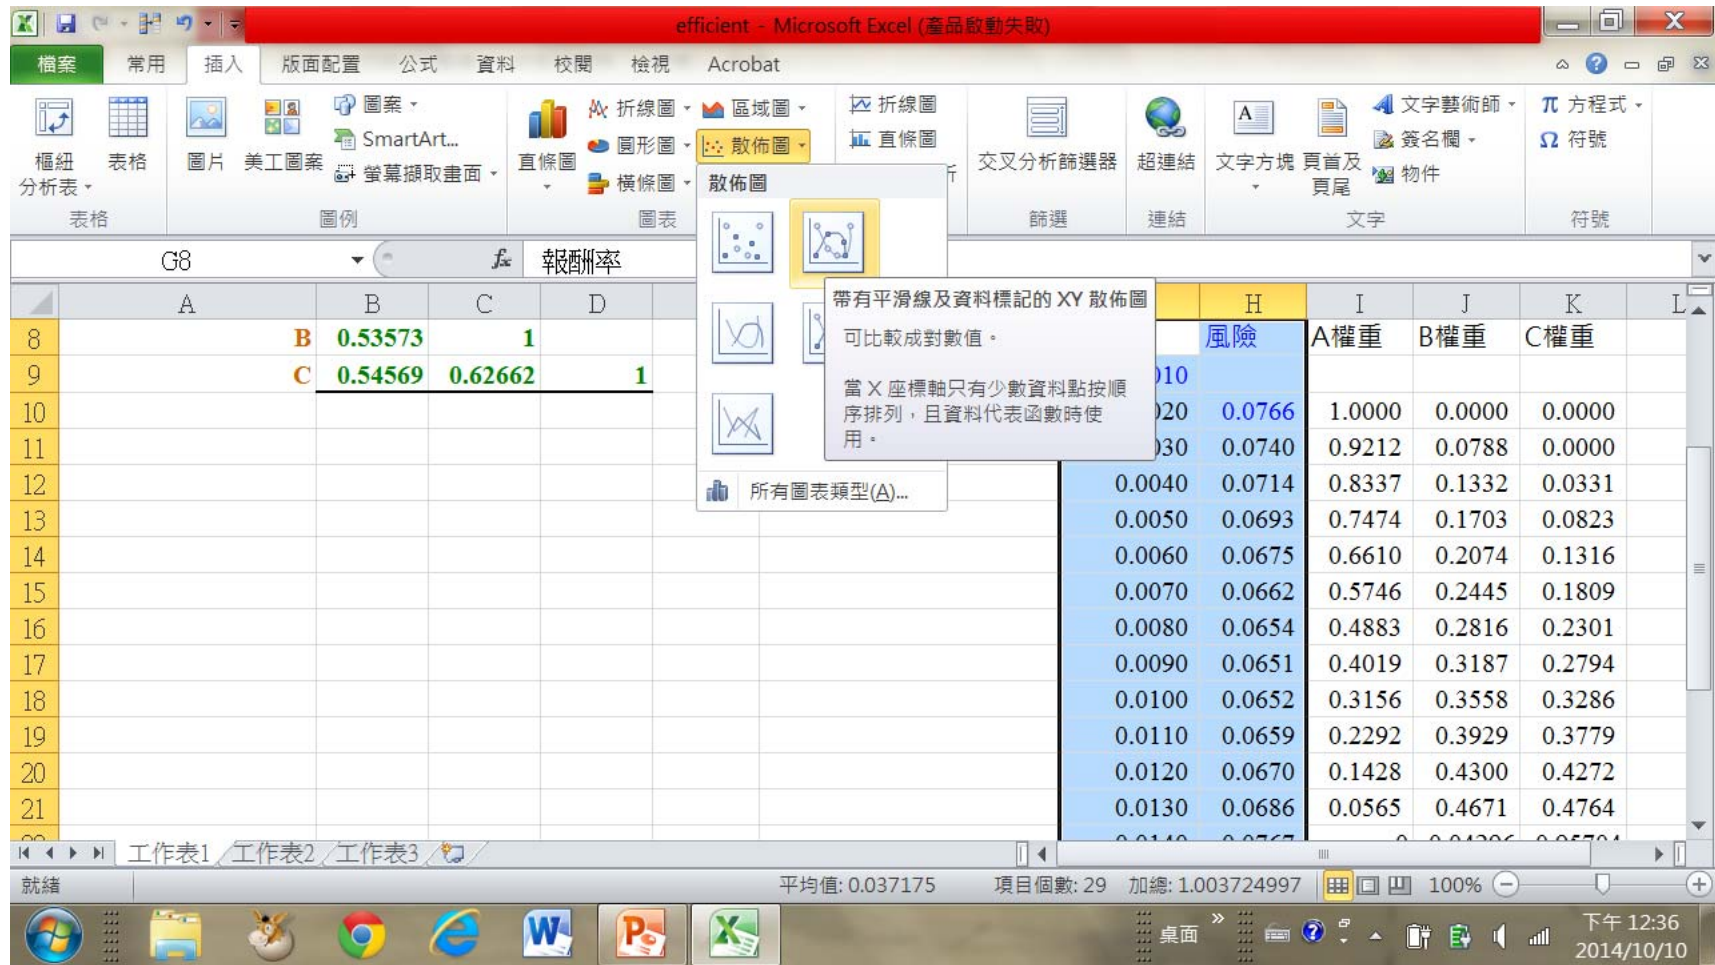 efficient - Microsoft Excel (產品啟動失敗)
檔案 常用 插入 版面配置 公式 資料 校閱 檢視 Acrobat
樞紐分析表 表格 圖片 美工圖案 圖案 SmartArt... 螢幕擷取畫面 直條圖 折線圖 圓形圖 橫條圖 區域圖 散佈圖 折線圖 直條圖 交叉分析篩選器 超連結 文字方塊 頁首及頁尾 文字藝術師 簽名欄 物件 π 方程式 Ω 符號
表格 圖例 圖表 篩選 連結 文字 符號
G8 fx 報酬率
散佈圖
帶有平滑線及資料標記的 XY 散佈圖
可比較成對數值。
當 X 座標軸只有少數資料點按順
序排列，且資料代表函數時使
用。
所有圖表類型(A)...
A B C D H I J K L
8 B 0.53573 1 風險 A權重 B權重 C權重
9 C 0.54569 0.62662 1 010
10 020 0.0766 1.0000 0.0000 0.0000
11 030 0.0740 0.9212 0.0788 0.0000
12 0.0040 0.0714 0.8337 0.1332 0.0331
13 0.0050 0.0693 0.7474 0.1703 0.0823
14 0.0060 0.0675 0.6610 0.2074 0.1316
15 0.0070 0.0662 0.5746 0.2445 0.1809
16 0.0080 0.0654 0.4883 0.2816 0.2301
17 0.0090 0.0651 0.4019 0.3187 0.2794
18 0.0100 0.0652 0.3156 0.3558 0.3286
19 0.0110 0.0659 0.2292 0.3929 0.3779
20 0.0120 0.0670 0.1428 0.4300 0.4272
21 0.0130 0.0686 0.0565 0.4671 0.4764
工作表1 工作表2 工作表3
就緒 平均值: 0.037175 項目個數: 29 加總: 1.003724997 100%
桌面 下午 12:36
2014/10/10